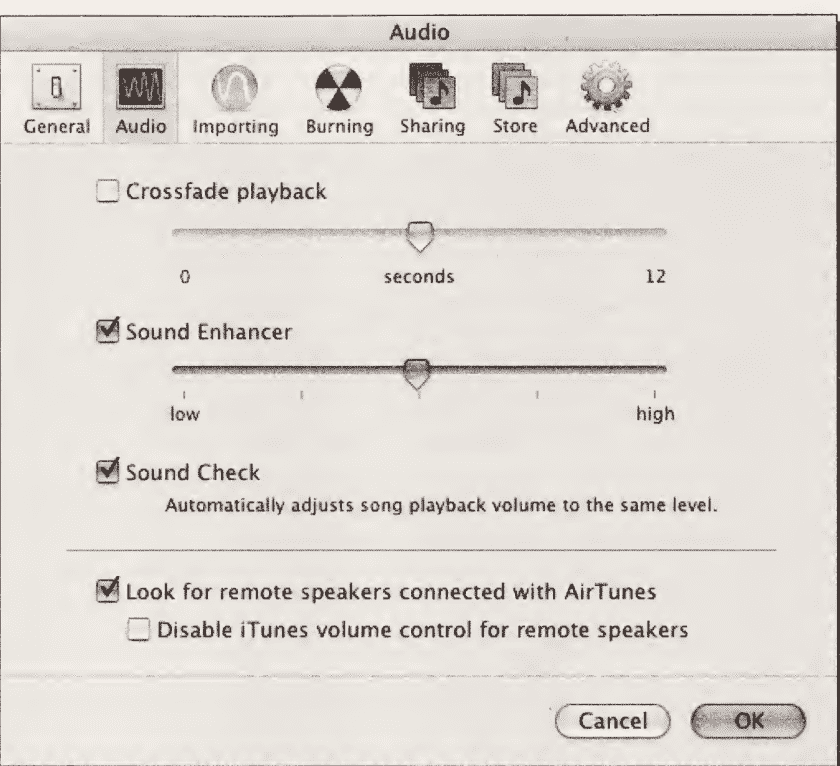 Audio
General Audio Importing Burning Sharing Store Advanced
Crossfade playback
0 seconds 12
Sound Enhancer
low high
Sound Check
Automatically adjusts song playback volume to the same level.
Look for remote speakers connected with AirTunes
Disable iTunes volume control for remote speakers
Cancel OK